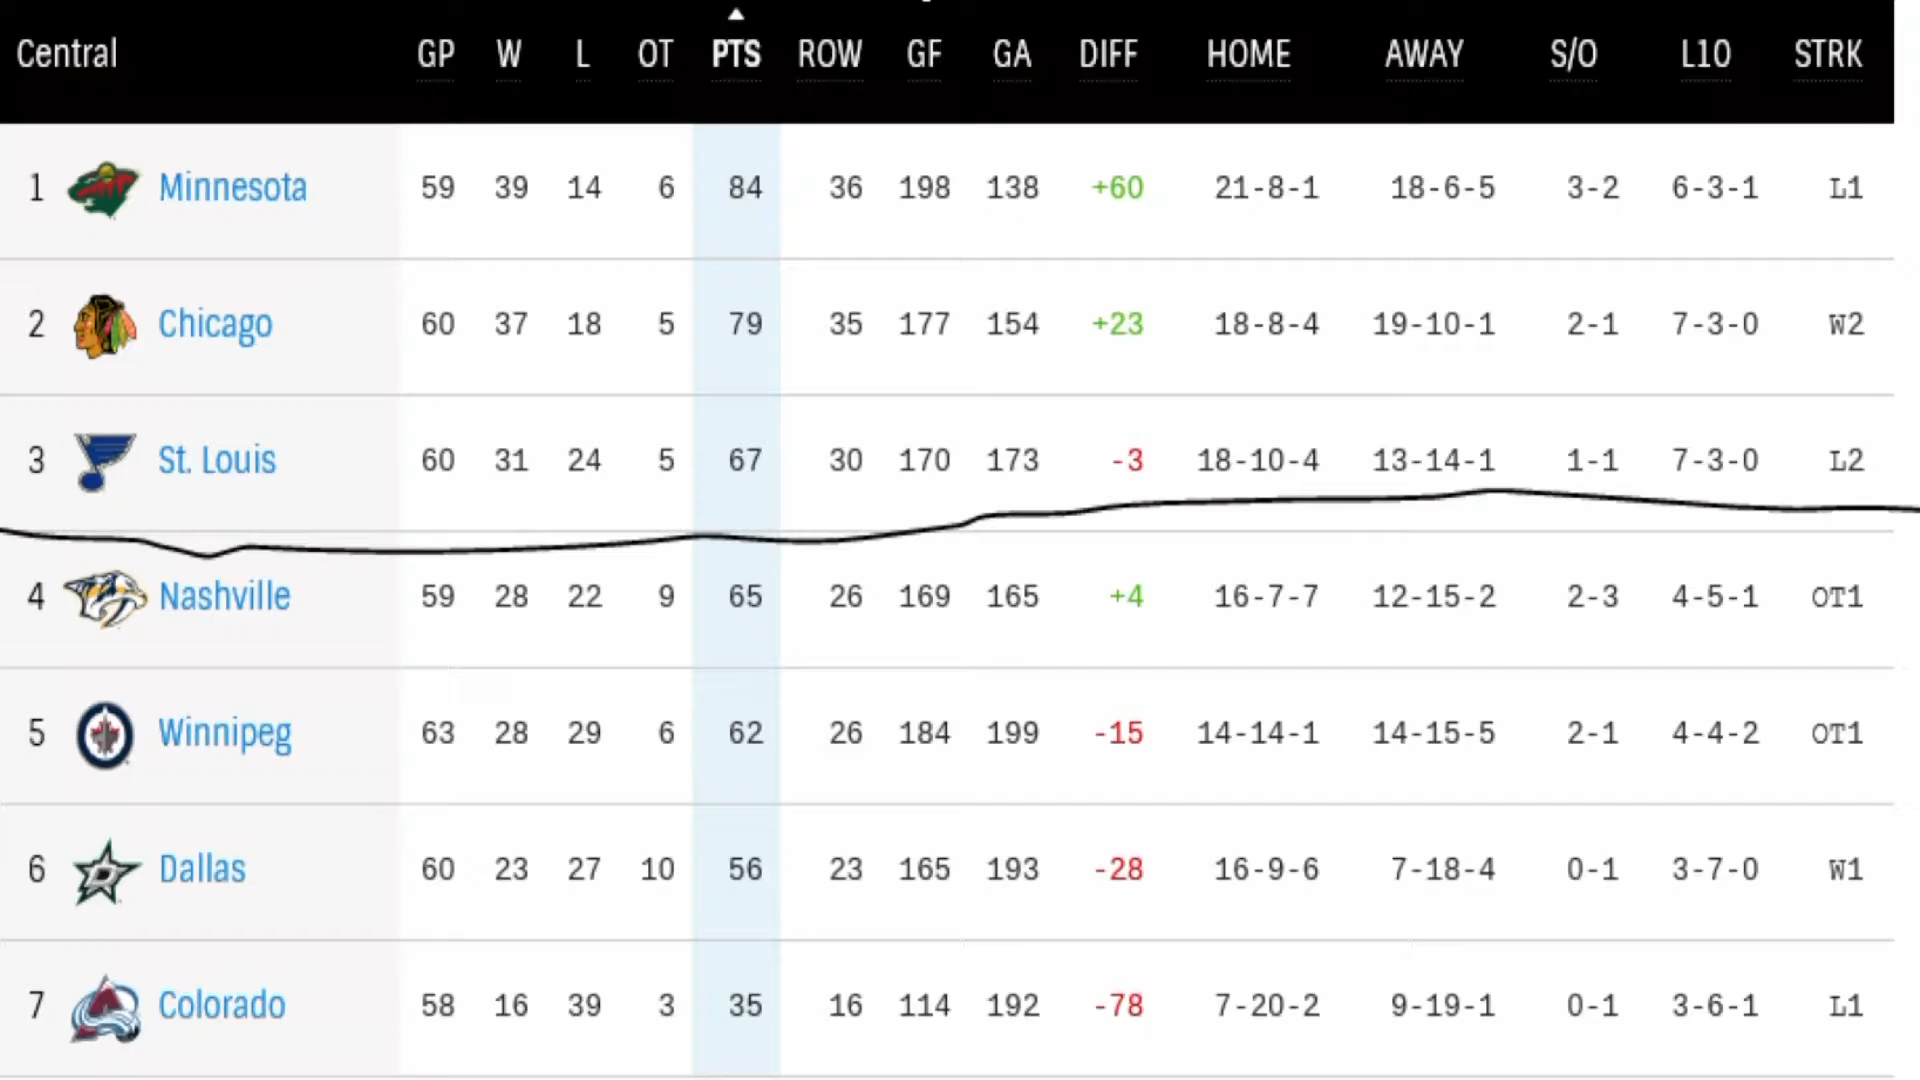 Central GP W L OT PTS ROW GF GA DIFF HOME AWAY S/O L10 STRK
1 Minnesota 59 39 14 6 84 36 198 138 +60 21-8-1 18-6-5 3-2 6-3-1 L1
2 Chicago 60 37 18 5 79 35 177 154 +23 18-8-4 19-10-1 2-1 7-3-0 W2
3 St. Louis 60 31 24 5 67 30 170 173 -3 18-10-4 13-14-1 1-1 7-3-0 L2
4 Nashville 59 28 22 9 65 26 169 165 +4 16-7-7 12-15-2 2-3 4-5-1 OT1
5 Winnipeg 63 28 29 6 62 26 184 199 -15 14-14-1 14-15-5 2-1 4-4-2 OT1
6 Dallas 60 23 27 10 56 23 165 193 -28 16-9-6 7-18-4 0-1 3-7-0 W1
7 Colorado 58 16 39 3 35 16 114 192 -78 7-20-2 9-19-1 0-1 3-6-1 L1